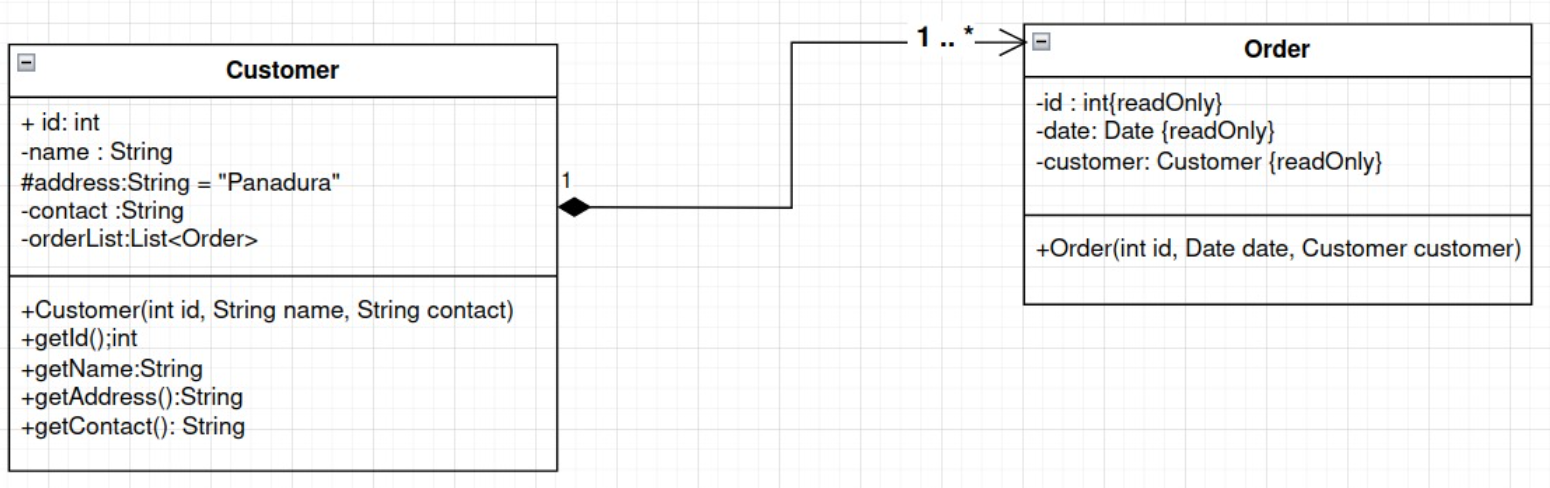 Customer
+ id: int
-name : String
#address:String = "Panadura"
-contact :String
-orderList:List<Order>
+Customer(int id, String name, String contact)
+getId();int
+getName:String
+getAddress():String
+getContact(): String
1
1 .. *
Order
-id : int{readOnly}
-date: Date {readOnly}
-customer: Customer {readOnly}
+Order(int id, Date date, Customer customer)